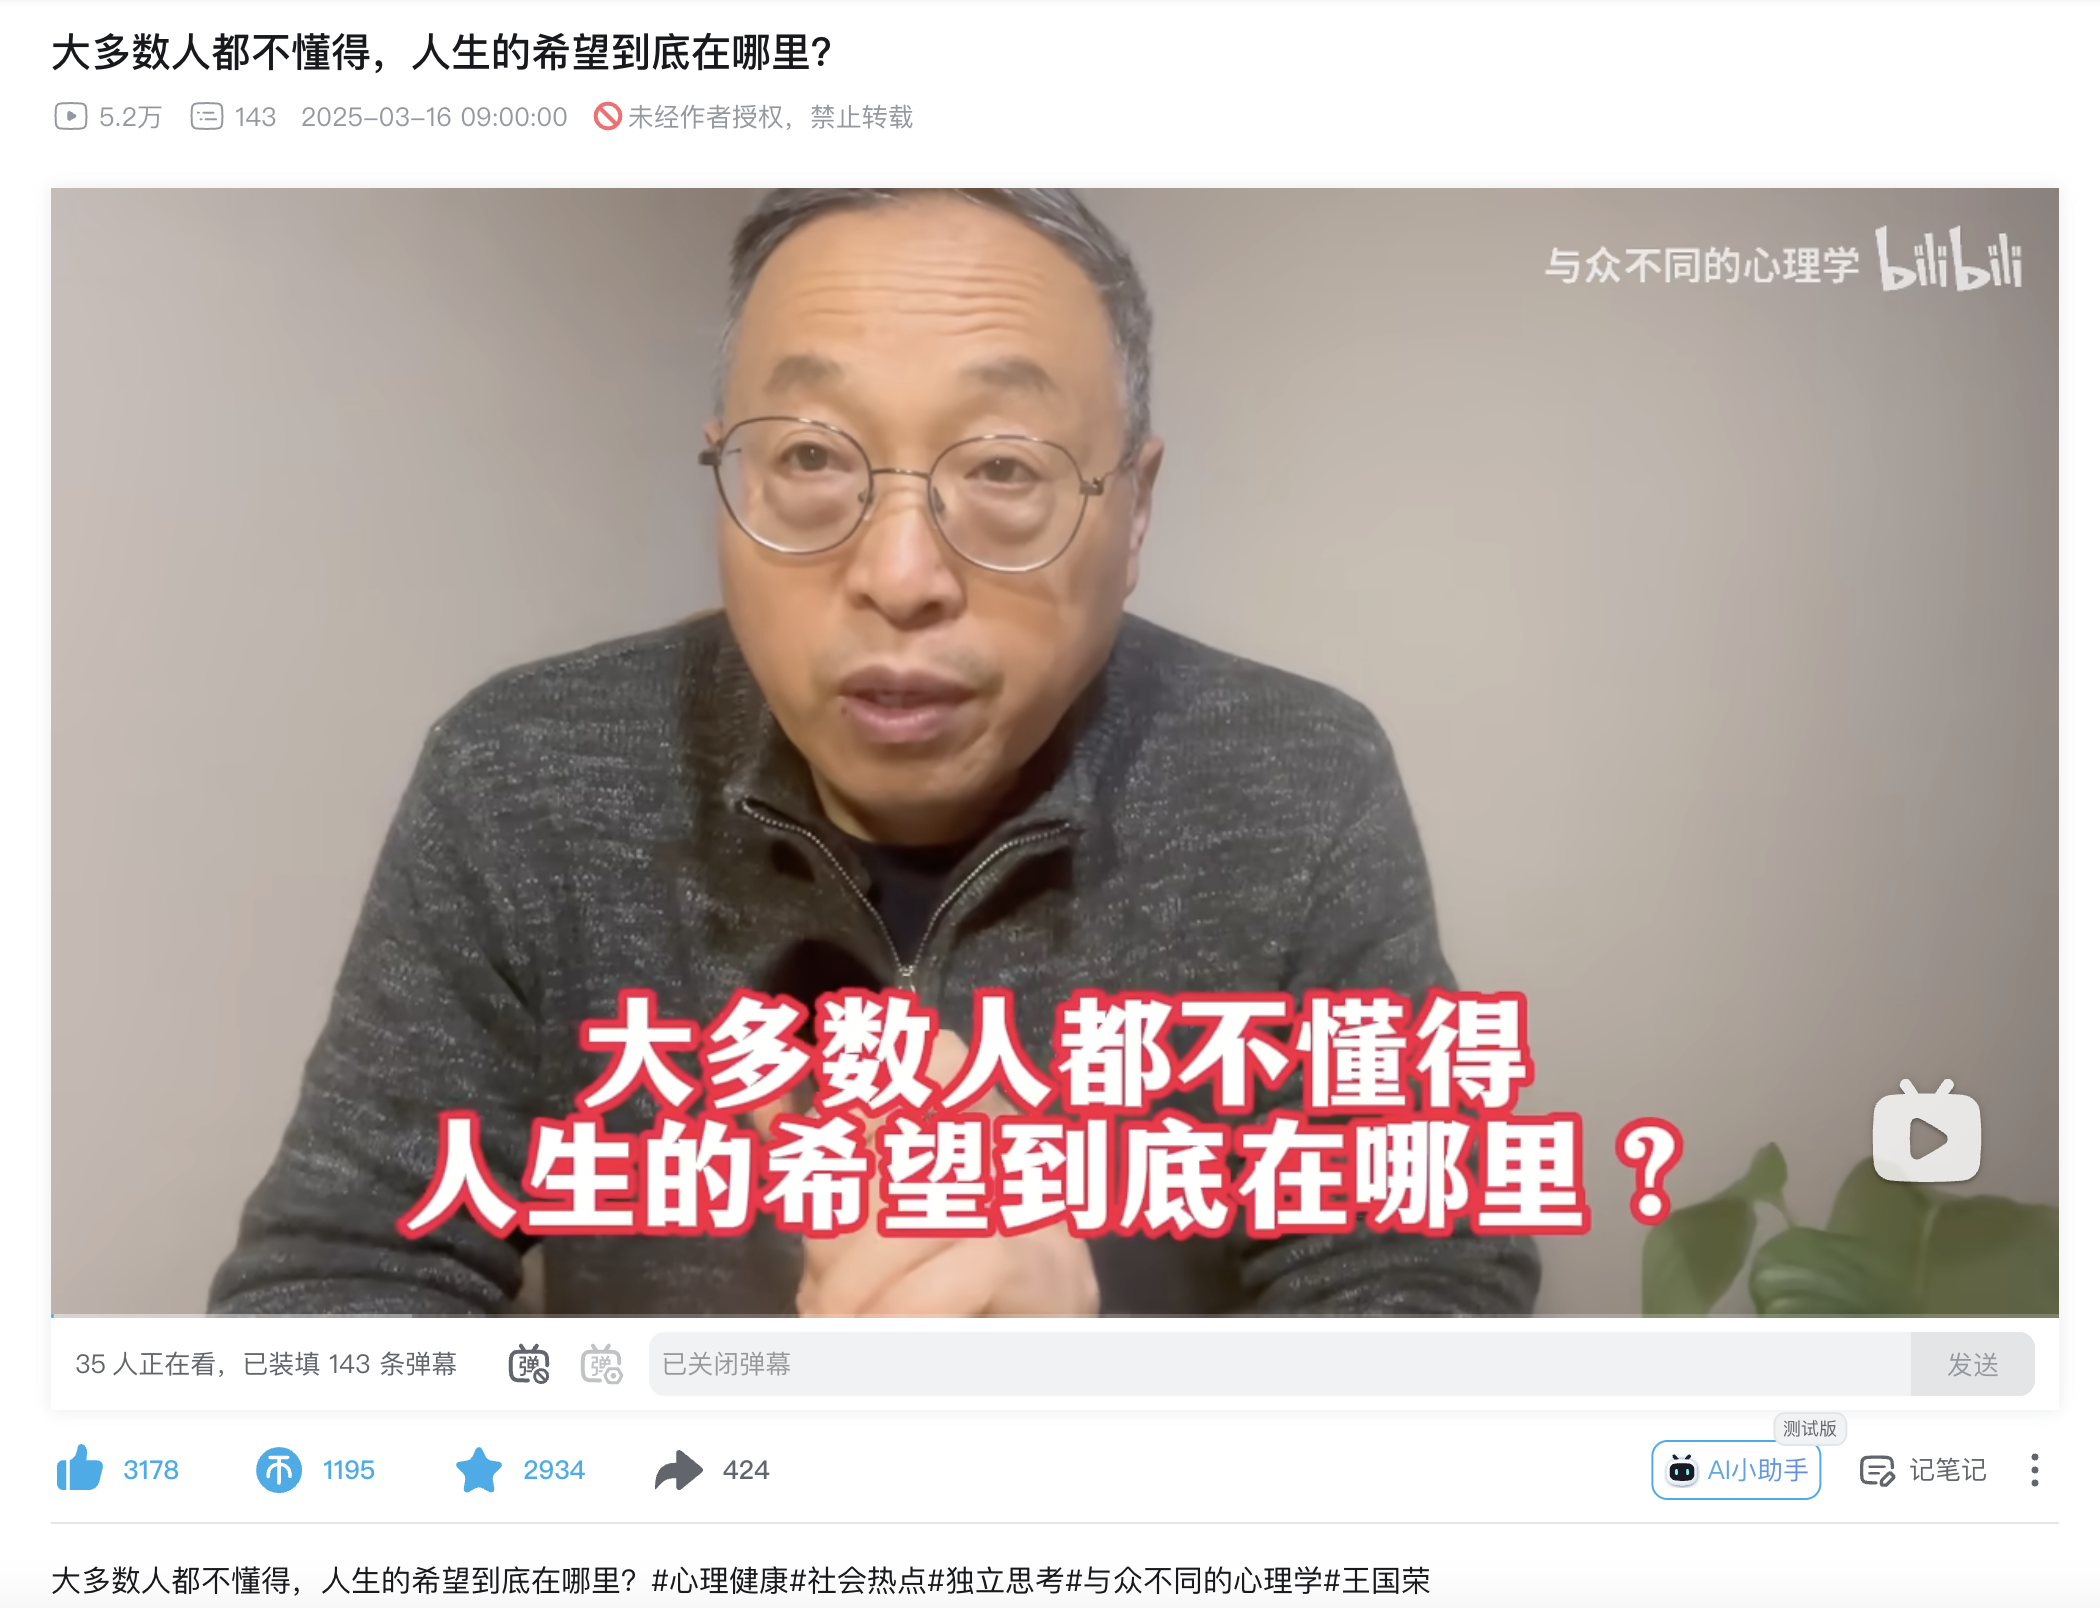 大多数人都不懂得，人生的希望到底在哪里？
5.2万 143 2025-03-16 09:00:00 未经作者授权，禁止转载
与众不同的心理学 bilibili
大多数人都不懂得
人生的希望到底在哪里？
35 人正在看，已装填 143 条弹幕 弹 弹 已关闭弹幕 发送
测试版
3178 1195 2934 424 AI小助手 记笔记
大多数人都不懂得，人生的希望到底在哪里？#心理健康#社会热点#独立思考#与众不同的心理学#王国荣